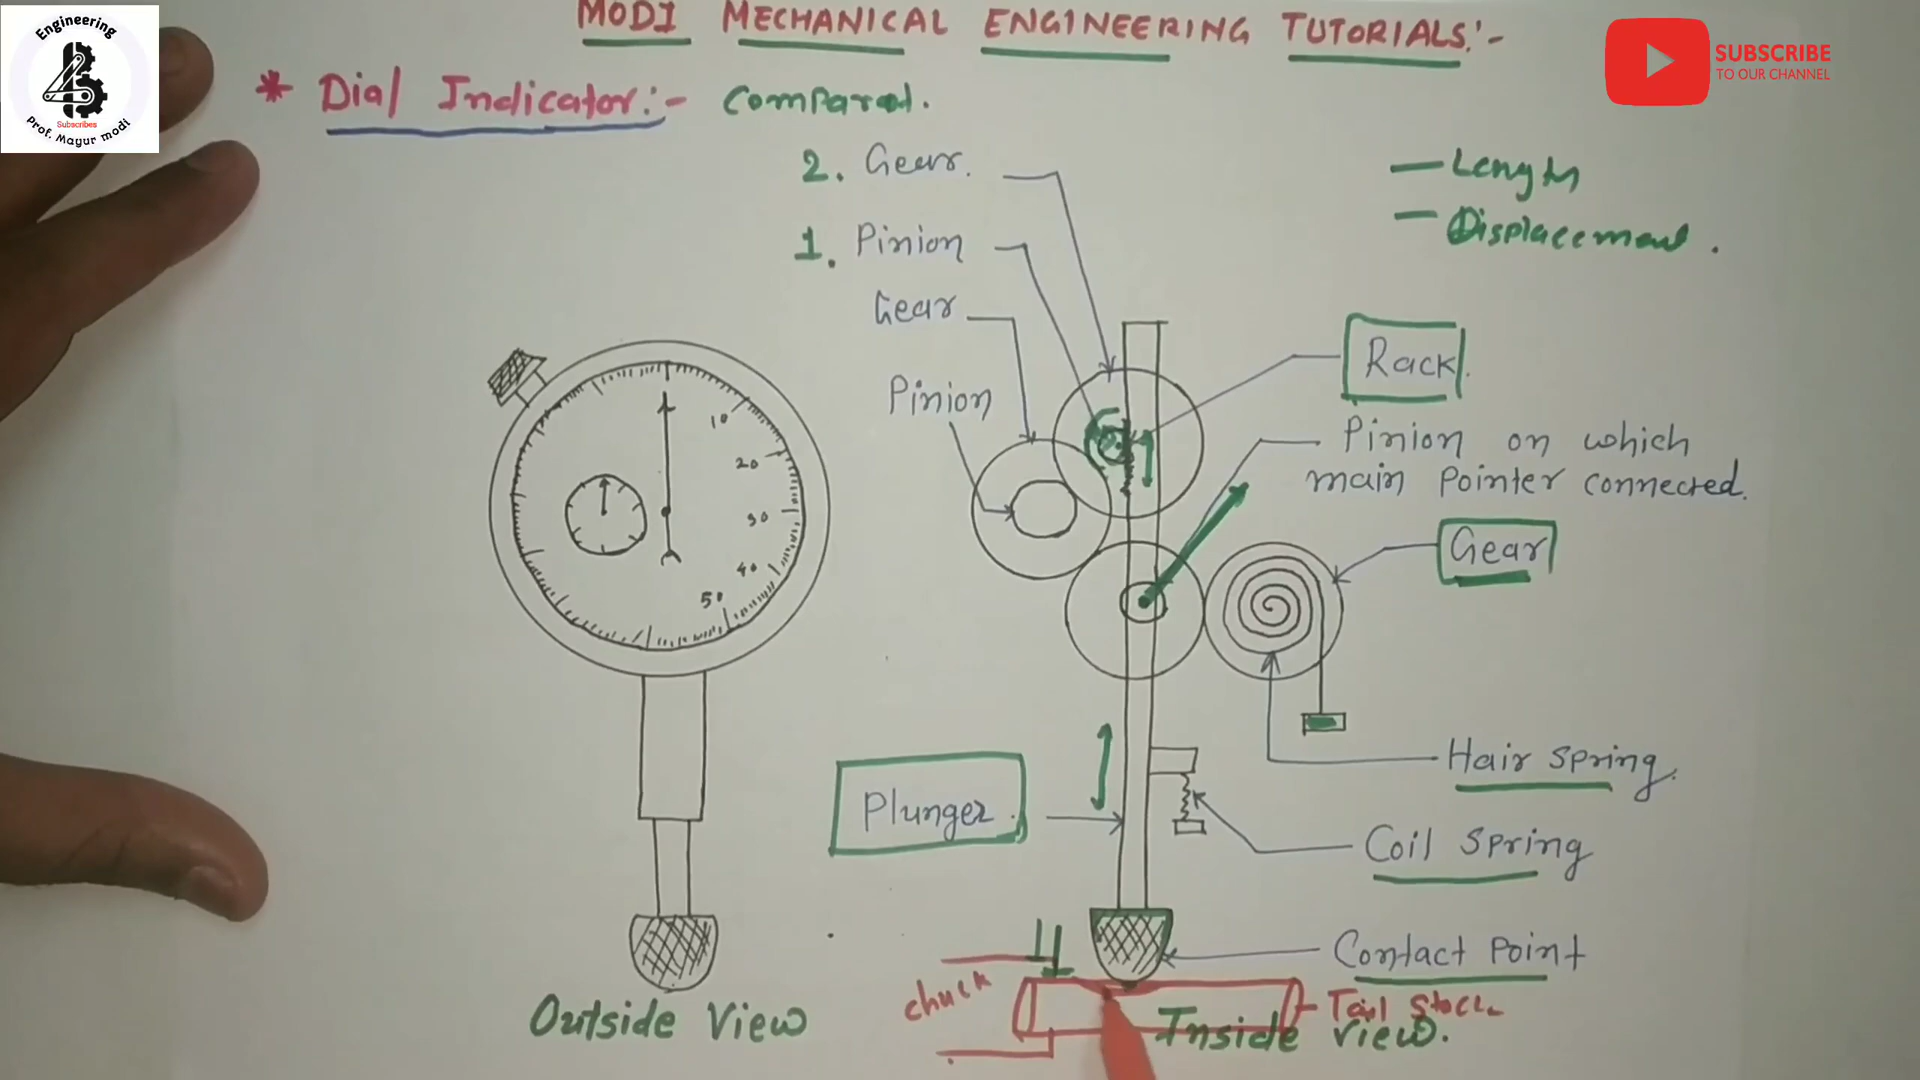 Engineering
Subscribes
Prof. Mayur modi
MODI MECHANICAL ENGINEERING TUTORIALS:-
SUBSCRIBE
TO OUR CHANNEL
* Dial Indicator:-
2. Gear.
— Length
1. Pinion
— Displacement.
Gear
Rack.
Pinion
Pinion on which
main pointer connected.
Gear
10
20
30
40
50
Hair spring.
Plunger.
Coil spring
Contact point
chuck
Tail stock
Outside View
Inside view.